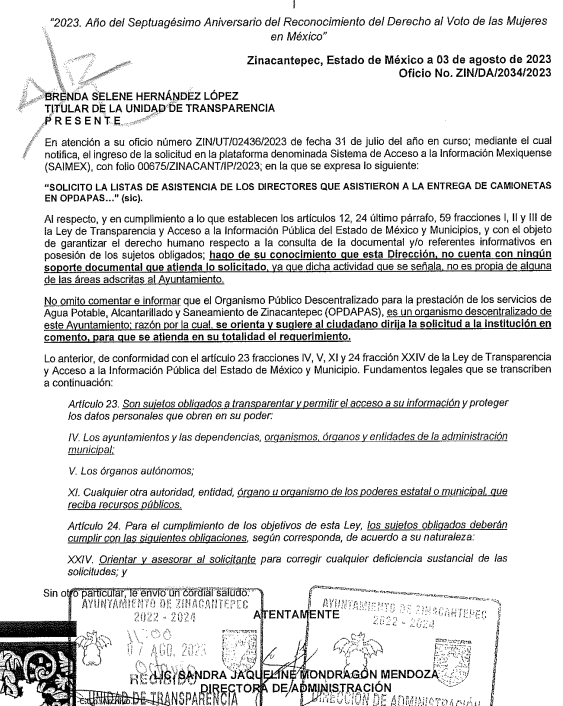 "2023. Año del Septuagésimo Aniversario del Reconocimiento del Derecho al Voto de las Mujeres
en México"
Zinacantepec, Estado de México a 03 de agosto de 2023
Oficio No. ZIN/DA/2034/2023
BRENDA SELENE HERNÁNDEZ LÓPEZ
TITULAR DE LA UNIDAD DE TRANSPARENCIA
P R E S E N T E
En atención a su oficio número ZIN/UT/02436/2023 de fecha 31 de julio del año en curso; mediante el cual
notifica, el ingreso de la solicitud en la plataforma denominada Sistema de Acceso a la Información Mexiquense
(SAIMEX), con folio 00675/ZINACANT/IP/2023; en la que se expresa lo siguiente:
"SOLICITO LA LISTAS DE ASISTENCIA DE LOS DIRECTORES QUE ASISTIERON A LA ENTREGA DE CAMIONETAS
EN OPDAPAS..." (sic).
Al respecto, y en cumplimiento a lo que establecen los artículos 12, 24 último párrafo, 59 fracciones I, II y III de
la Ley de Transparencia y Acceso a la Información Pública del Estado de México y Municipios, y con el objeto
de garantizar el derecho humano respecto a la consulta de la documental y/o referentes informativos en
posesión de los sujetos obligados; hago de su conocimiento que esta Dirección, no cuenta con ningún
soporte documental que atienda lo solicitado, ya que dicha actividad que se señala, no es propia de alguna
de las áreas adscritas al Ayuntamiento.
No omito comentar e informar que el Organismo Público Descentralizado para la prestación de los servicios de
Agua Potable, Alcantarillado y Saneamiento de Zinacantepec (OPDAPAS), es un organismo descentralizado de
este Ayuntamiento; razón por la cual, se orienta y sugiere al ciudadano dirija la solicitud a la institución en
comento, para que se atienda en su totalidad el requerimiento.
Lo anterior, de conformidad con el artículo 23 fracciones IV, V, XI y 24 fracción XXIV de la Ley de Transparencia
y Acceso a la Información Pública del Estado de México y Municipio. Fundamentos legales que se transcriben
a continuación:
Artículo 23. Son sujetos obligados a transparentar y permitir el acceso a su información y proteger
los datos personales que obren en su poder:
IV. Los ayuntamientos y las dependencias, organismos, órganos y entidades de la administración
municipal;
V. Los órganos autónomos;
XI. Cualquier otra autoridad, entidad, órgano u organismo de los poderes estatal o municipal, que
reciba recursos públicos.
Artículo 24. Para el cumplimiento de los objetivos de esta Ley, los sujetos obligados deberán
cumplir con las siguientes obligaciones, según corresponda, de acuerdo a su naturaleza:
XXIV. Orientar y asesorar al solicitante para corregir cualquier deficiencia sustancial de las
solicitudes; y
Sin otro particular, le envío un cordial saludo.
AYUNTAMIENTO DE ZINACANTEPEC
2022 - 2024
11:00
07 AGO. 2023
RECIBIDO
UNIDAD DE TRANSPARENCIA
ATENTAMENTE
AYUNTAMIENTO DE ZINACANTEPEC
2022 - 2024
LIC. SANDRA JAQUELINE MONDRAGÓN MENDOZA
DIRECTORA DE ADMINISTRACIÓN
DIRECCIÓN DE ADMINISTRACIÓN